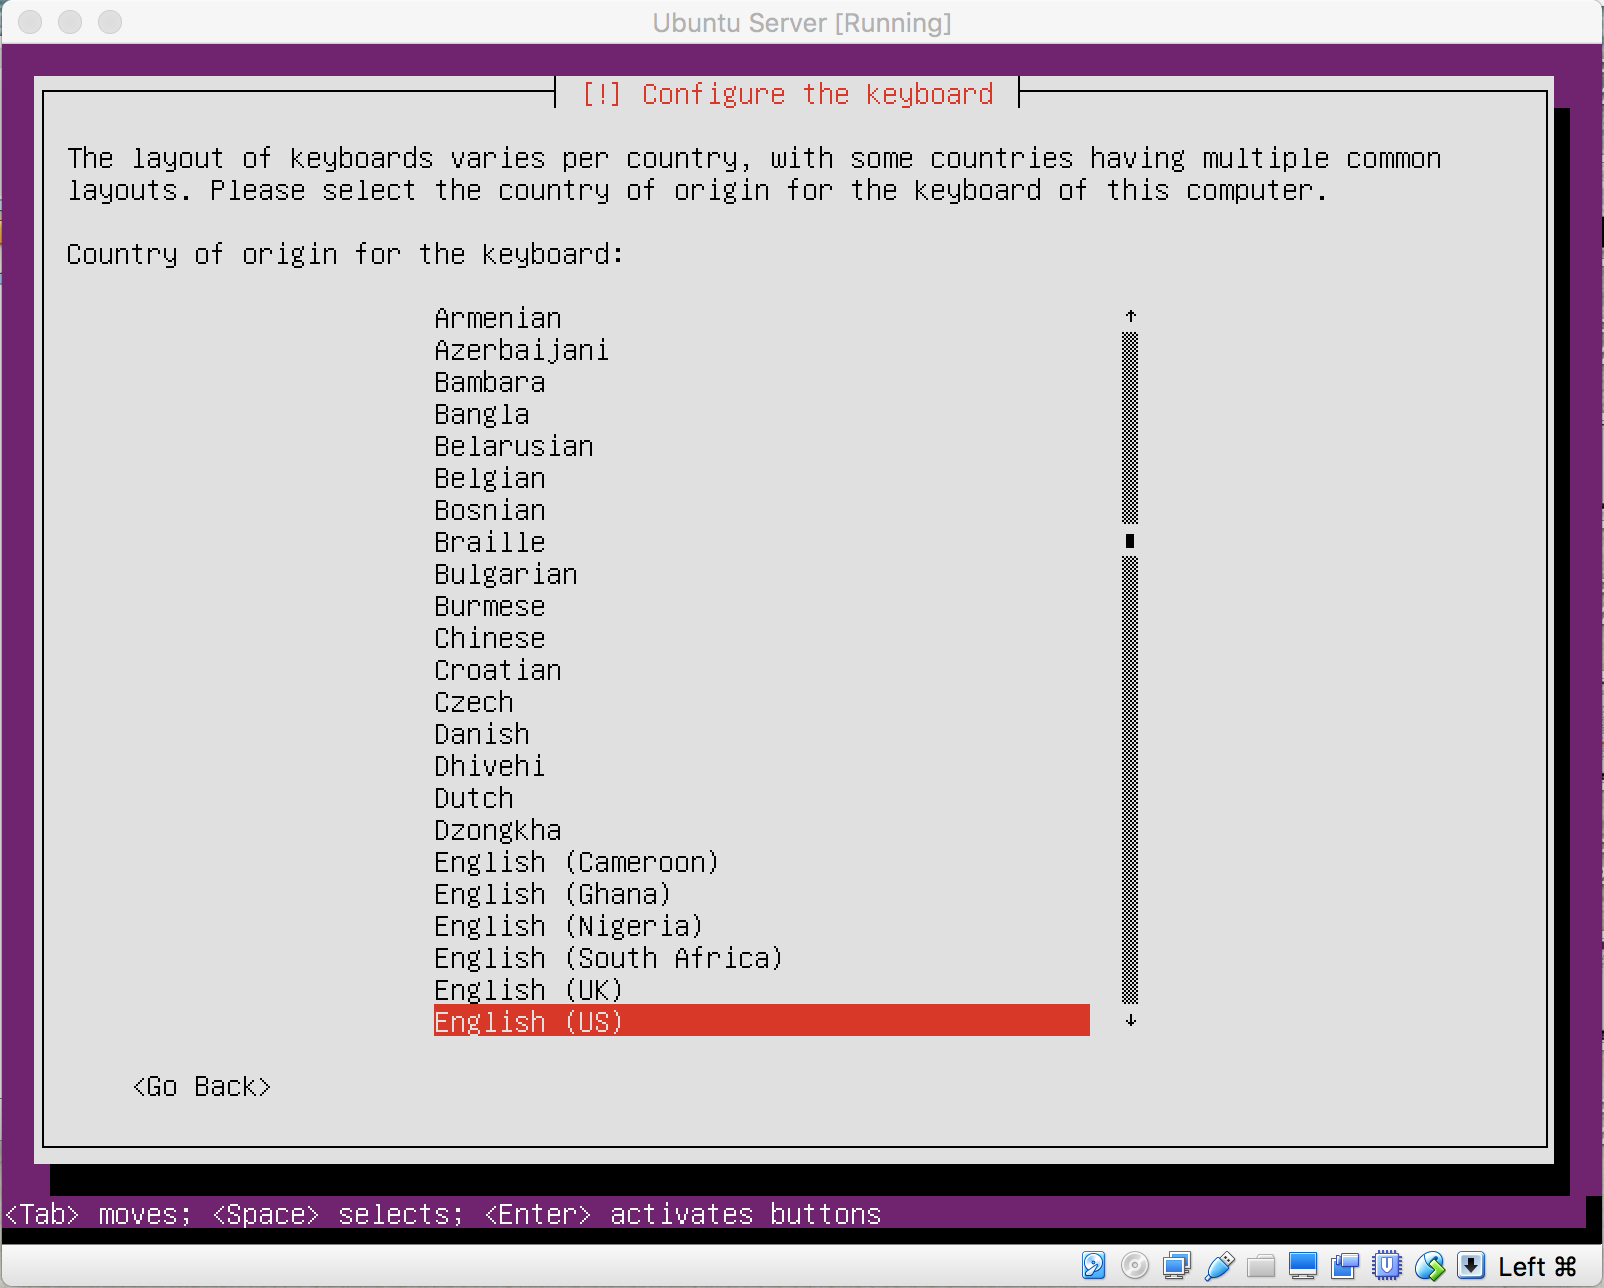 Ubuntu Server [Running]
[!] Configure the keyboard
The layout of keyboards varies per country, with some countries having multiple common
layouts. Please select the country of origin for the keyboard of this computer.
Country of origin for the keyboard:
Armenian
Azerbaijani
Bambara
Bangla
Belarusian
Belgian
Bosnian
Braille
Bulgarian
Burmese
Chinese
Croatian
Czech
Danish
Dhivehi
Dutch
Dzongkha
English (Cameroon)
English (Ghana)
English (Nigeria)
English (South Africa)
English (UK)
English (US)
<Go Back>
<Tab> moves; <Space> selects; <Enter> activates buttons
Left ⌘